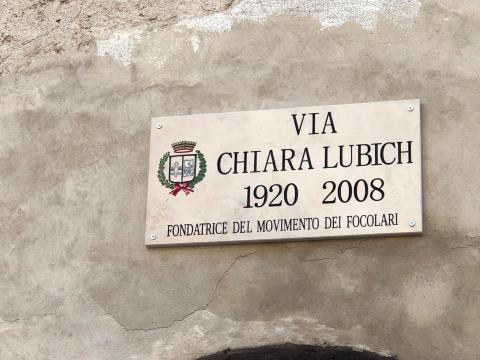 VIA
CHIARA LUBICH
1920 2008
FONDATRICE DEL MOVIMENTO DEI FOCOLARI